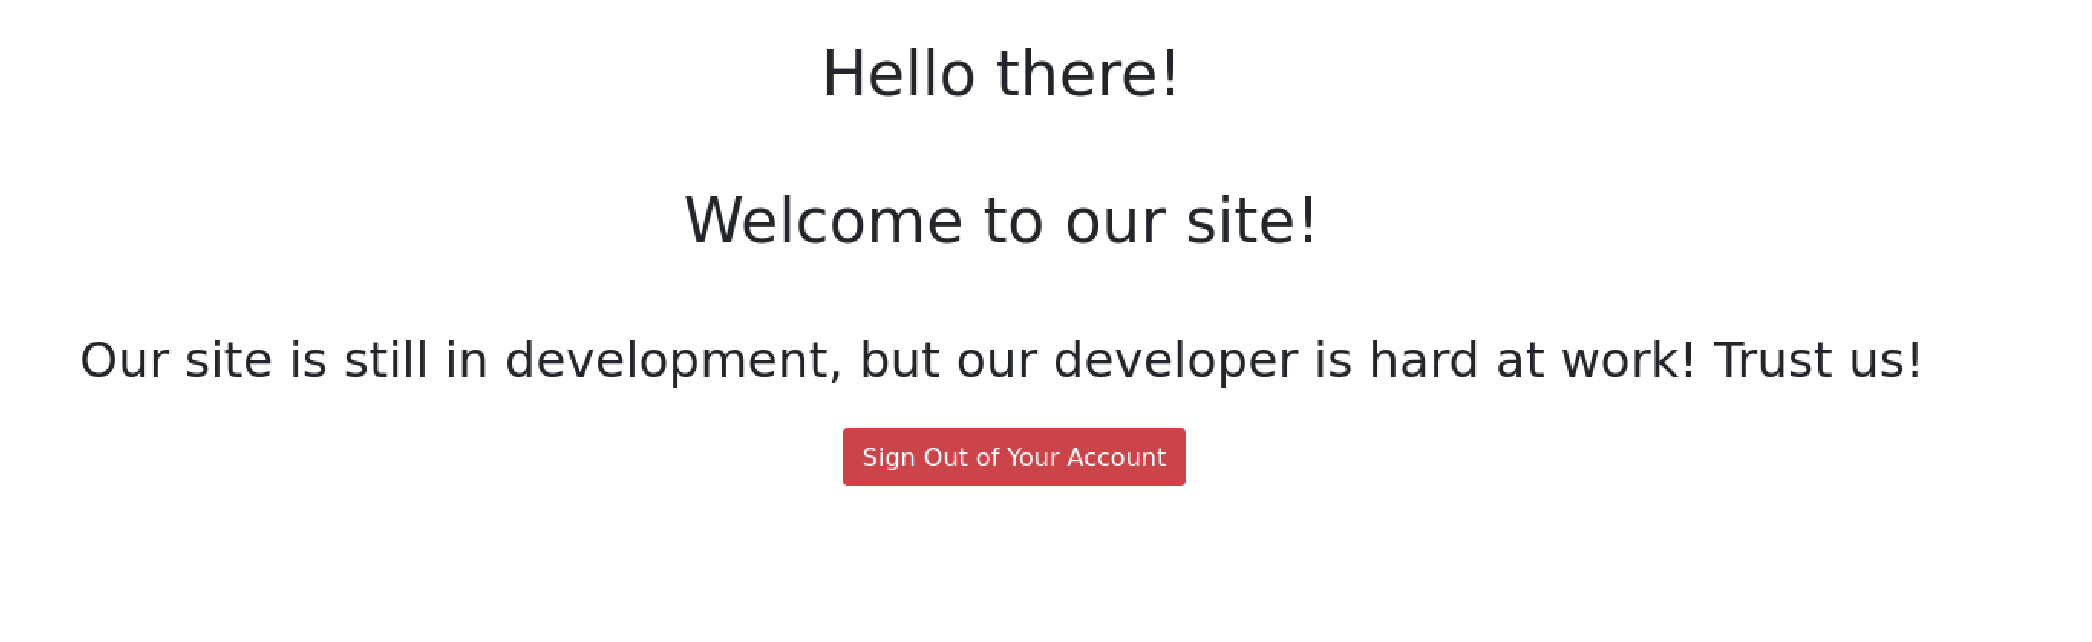 Hello there!
Welcome to our site!
Our site is still in development, but our developer is hard at work! Trust us!
Sign Out of Your Account